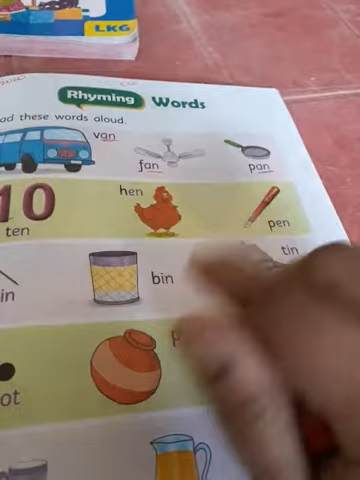 LKG
Rhyming Words
ad these words aloud.
van
fan
pan
10
hen
ten
pen
tin
in
bin
p
ot